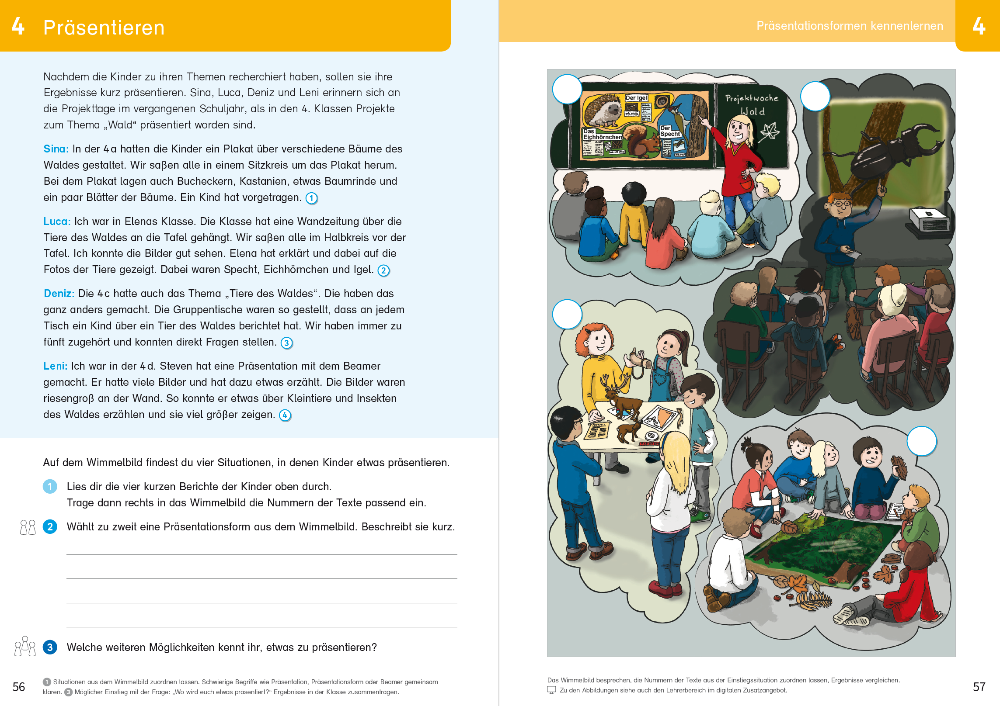 4 Präsentieren
Nachdem die Kinder zu ihren Themen recherchiert haben, sollen sie ihre
Ergebnisse kurz präsentieren. Sina, Luca, Deniz und Leni erinnern sich an
die Projekttage im vergangenen Schuljahr, als in den 4. Klassen Projekte
zum Thema „Wald“ präsentiert worden sind.
Sina: In der 4 a hatten die Kinder ein Plakat über verschiedene Bäume des
Waldes gestaltet. Wir saßen alle in einem Sitzkreis um das Plakat herum.
Bei dem Plakat lagen auch Bucheckern, Kastanien, etwas Baumrinde und
ein paar Blätter der Bäume. Ein Kind hat vorgetragen. 1
Luca: Ich war in Elenas Klasse. Die Klasse hat eine Wandzeitung über die
Tiere des Waldes an die Tafel gehängt. Wir saßen alle im Halbkreis vor der
Tafel. Ich konnte die Bilder gut sehen. Elena hat erklärt und dabei auf die
Fotos der Tiere gezeigt. Dabei waren Specht, Eichhörnchen und Igel. 2
Deniz: Die 4 c hatte auch das Thema „Tiere des Waldes“. Die haben das
ganz anders gemacht. Die Gruppentische waren so gestellt, dass an jedem
Tisch ein Kind über ein Tier des Waldes berichtet hat. Wir haben immer zu
fünft zugehört und konnten direkt Fragen stellen. 3
Leni: Ich war in der 4 d. Steven hat eine Präsentation mit dem Beamer
gemacht. Er hatte viele Bilder und hat dazu etwas erzählt. Die Bilder waren
riesengroß an der Wand. So konnte er etwas über Kleintiere und Insekten
des Waldes erzählen und sie viel größer zeigen. 4
Auf dem Wimmelbild findest du vier Situationen, in denen Kinder etwas präsentieren.
1 Lies dir die vier kurzen Berichte der Kinder oben durch.
Trage dann rechts in das Wimmelbild die Nummern der Texte passend ein.
2 Wählt zu zweit eine Präsentationsform aus dem Wimmelbild. Beschreibt sie kurz.
3 Welche weiteren Möglichkeiten kennt ihr, etwas zu präsentieren?
1 Situationen aus dem Wimmelbild zuordnen lassen. Schwierige Begriffe wie Präsentation, Präsentationsform oder Beamer gemeinsam
klären. 3 Möglicher Einstieg mit der Frage: „Wo wird euch etwas präsentiert?“ Ergebnisse in der Klasse zusammentragen.
56
Präsentationsformen kennenlernen 4
Der Igel
Das
Eichhörnchen
Der
Specht
Projektwoche
Wald
Das Wimmelbild besprechen, die Nummern der Texte aus der Einstiegssituation zuordnen lassen, Ergebnisse vergleichen.
Zu den Abbildungen siehe auch den Lehrerbereich im digitalen Zusatzangebot.
57